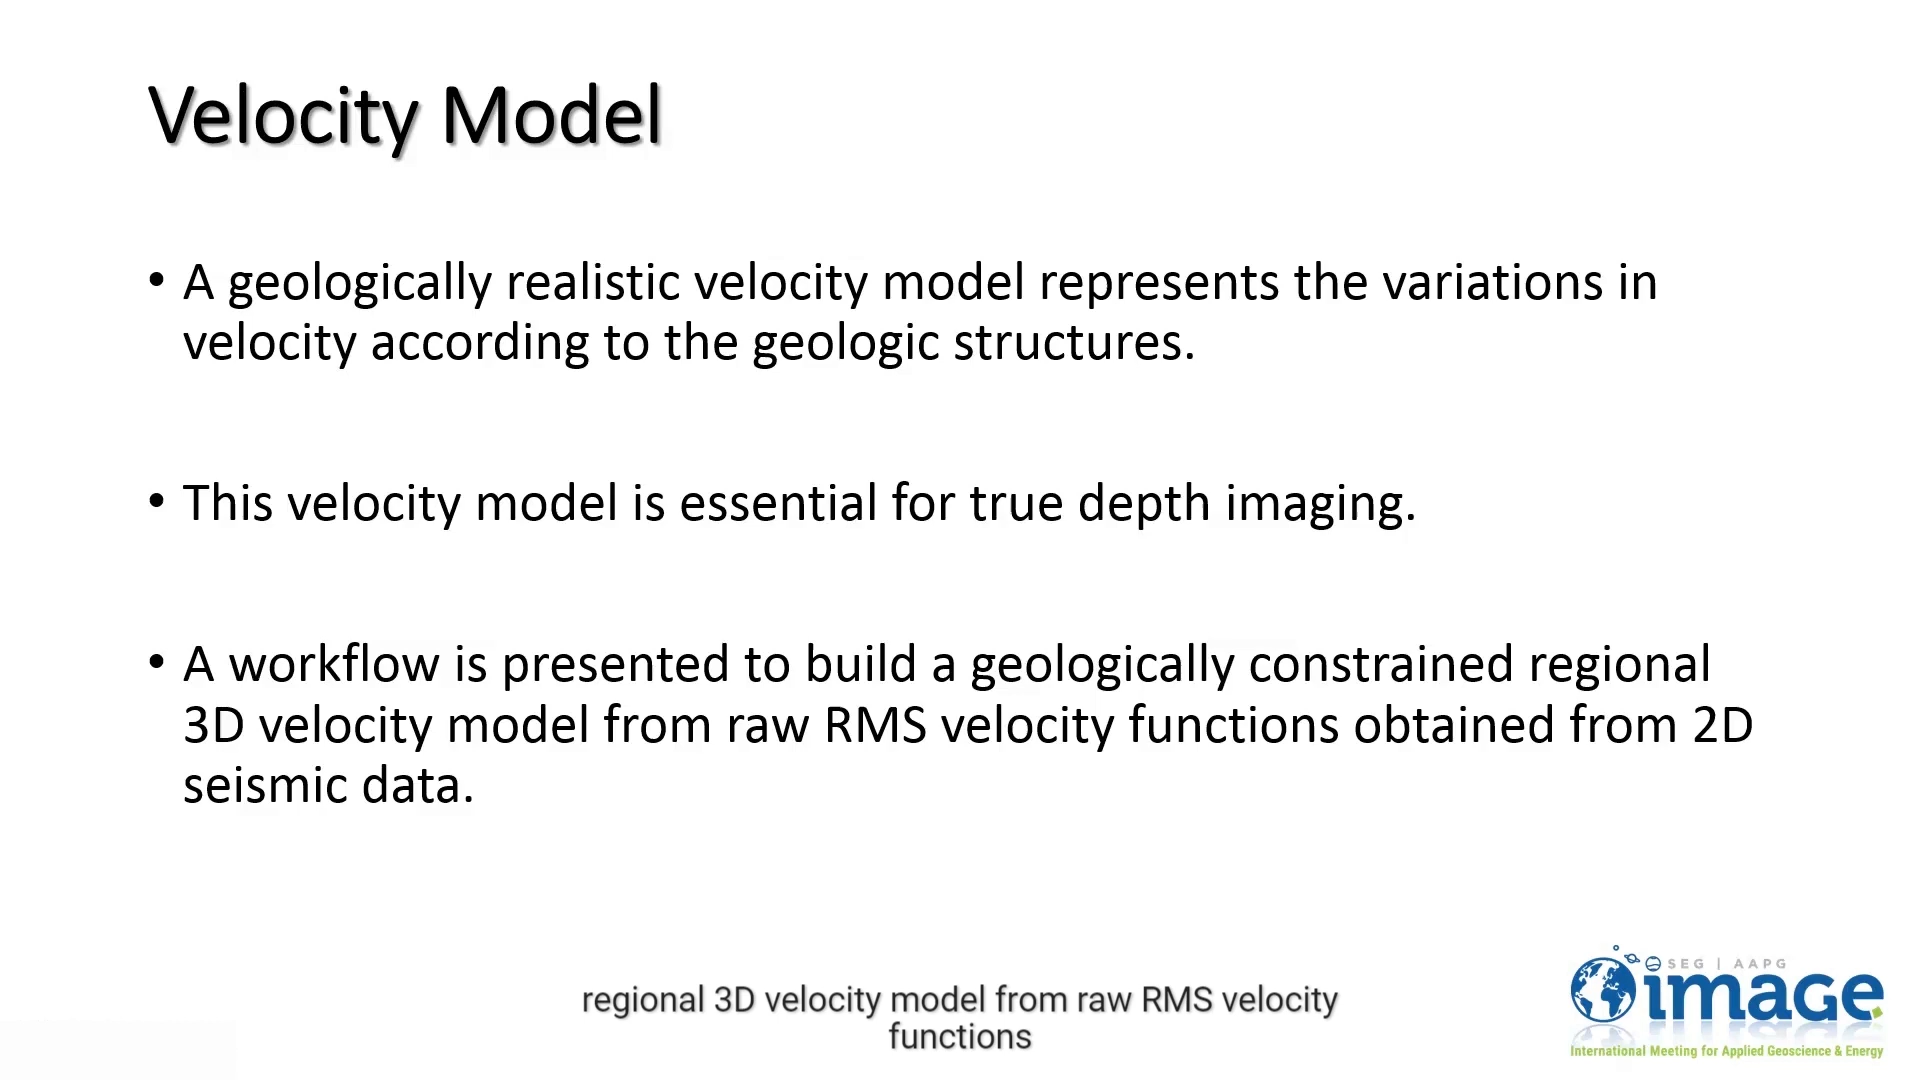 Velocity Model
• A geologically realistic velocity model represents the variations in
velocity according to the geologic structures.
• This velocity model is essential for true depth imaging.
• A workflow is presented to build a geologically constrained regional
3D velocity model from raw RMS velocity functions obtained from 2D
seismic data.
regional 3D velocity model from raw RMS velocity
functions
SEG | AAPG
image
International Meeting for Applied Geoscience & Energy